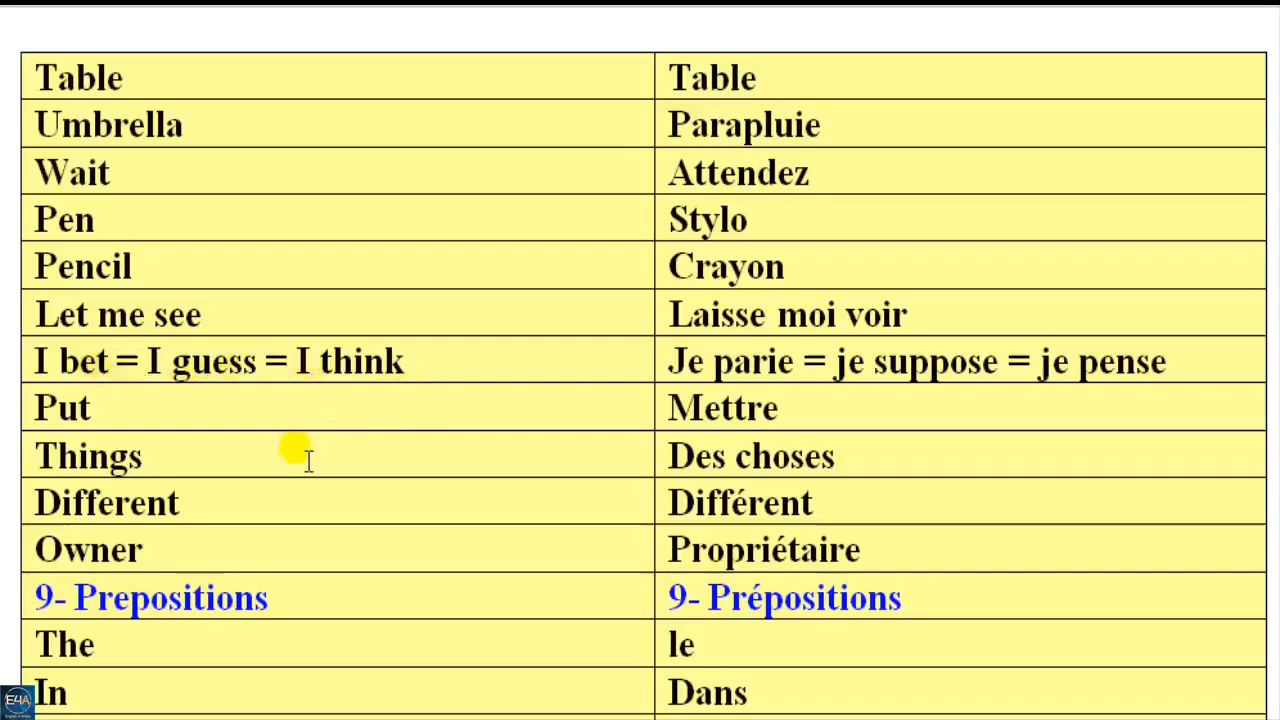 Table Table
Umbrella Parapluie
Wait Attendez
Pen Stylo
Pencil Crayon
Let me see Laisse moi voir
I bet = I guess = I think Je parie = je suppose = je pense
Put Mettre
Things Des choses
Different Différent
Owner Propriétaire
9- Prepositions 9- Prépositions
The le
In Dans
E4A